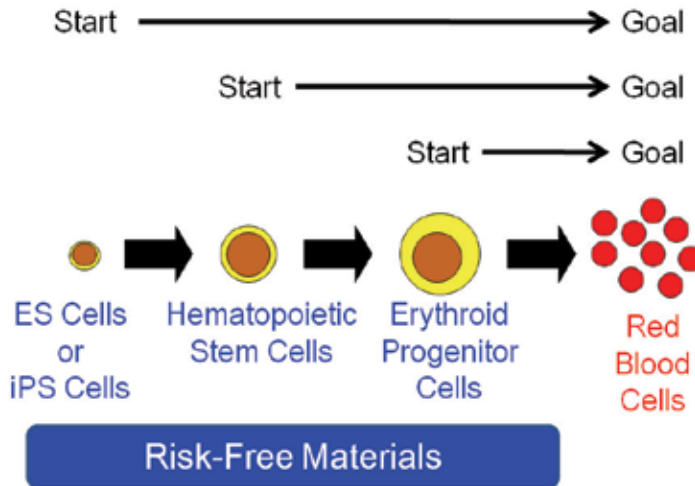 Start Goal
Start Goal
Start Goal
ES Cells
or
iPS Cells
Hematopoietic
Stem Cells
Erythroid
Progenitor
Cells
Red
Blood
Cells
Risk-Free Materials